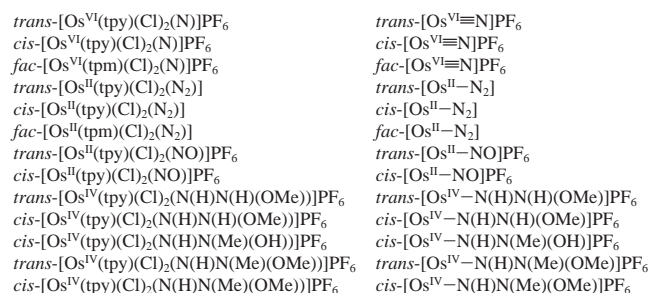 trans-[Os^VI(tpy)(Cl)₂(N)]PF₆ trans-[Os^VI≡N]PF₆
cis-[Os^VI(tpy)(Cl)₂(N)]PF₆ cis-[Os^VI≡N]PF₆
fac-[Os^VI(tpm)(Cl)₂(N)]PF₆ fac-[Os^VI≡N]PF₆
trans-[Os^II(tpy)(Cl)₂(N₂)] trans-[Os^II−N₂]
cis-[Os^II(tpy)(Cl)₂(N₂)] cis-[Os^II−N₂]
fac-[Os^II(tpm)(Cl)₂(N₂)] fac-[Os^II−N₂]
trans-[Os^II(tpy)(Cl)₂(NO)]PF₆ trans-[Os^II−NO]PF₆
cis-[Os^II(tpy)(Cl)₂(NO)]PF₆ cis-[Os^II−NO]PF₆
trans-[Os^IV(tpy)(Cl)₂(N(H)N(H)(OMe))]PF₆ trans-[Os^IV−N(H)N(H)(OMe)]PF₆
cis-[Os^IV(tpy)(Cl)₂(N(H)N(H)(OMe))]PF₆ cis-[Os^IV−N(H)N(H)(OMe)]PF₆
cis-[Os^IV(tpy)(Cl)₂(N(H)N(Me)(OH))]PF₆ cis-[Os^IV−N(H)N(Me)(OH)]PF₆
trans-[Os^IV(tpy)(Cl)₂(N(H)N(Me)(OMe))]PF₆ trans-[Os^IV−N(H)N(Me)(OMe)]PF₆
cis-[Os^IV(tpy)(Cl)₂(N(H)N(Me)(OMe))]PF₆ cis-[Os^IV−N(H)N(Me)(OMe)]PF₆